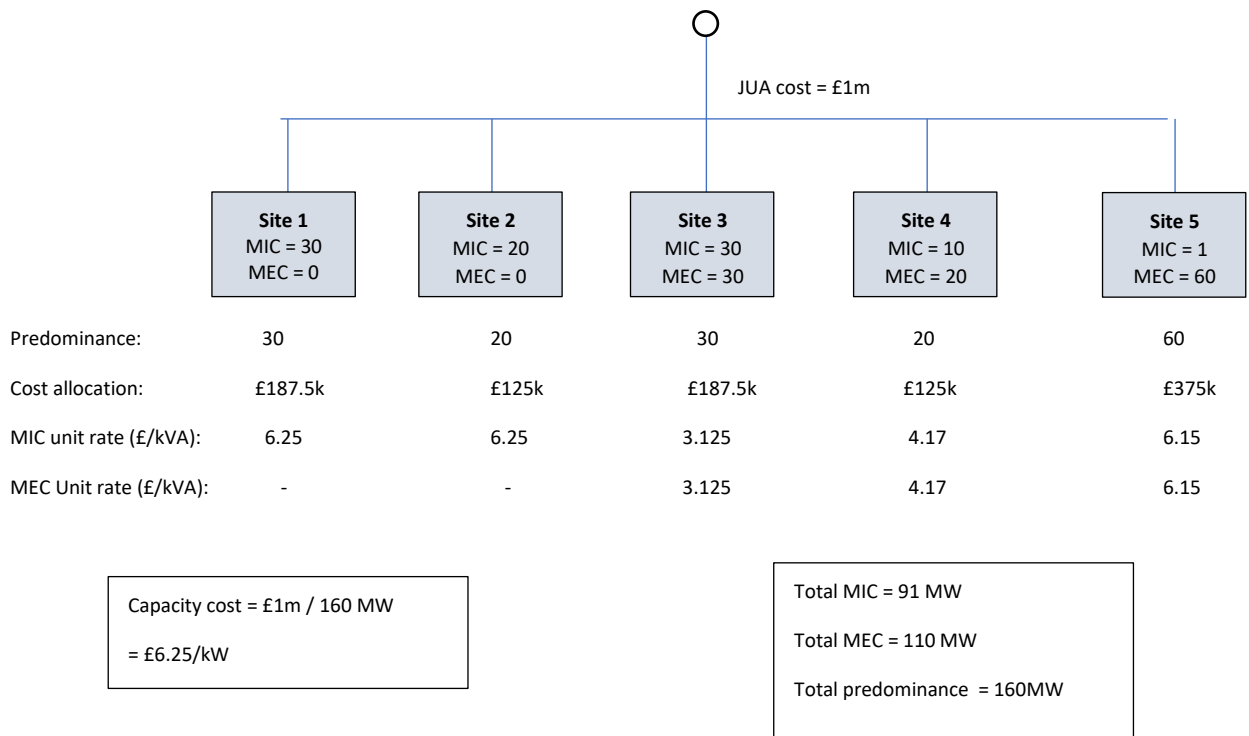 JUA cost = £1m
Site 1
MIC = 30
MEC = 0
Site 2
MIC = 20
MEC = 0
Site 3
MIC = 30
MEC = 30
Site 4
MIC = 10
MEC = 20
Site 5
MIC = 1
MEC = 60
Predominance: 30 20 30 20 60
Cost allocation: £187.5k £125k £187.5k £125k £375k
MIC unit rate (£/kVA): 6.25 6.25 3.125 4.17 6.15
MEC Unit rate (£/kVA): - - 3.125 4.17 6.15
Capacity cost = £1m / 160 MW
= £6.25/kW
Total MIC = 91 MW
Total MEC = 110 MW
Total predominance = 160MW